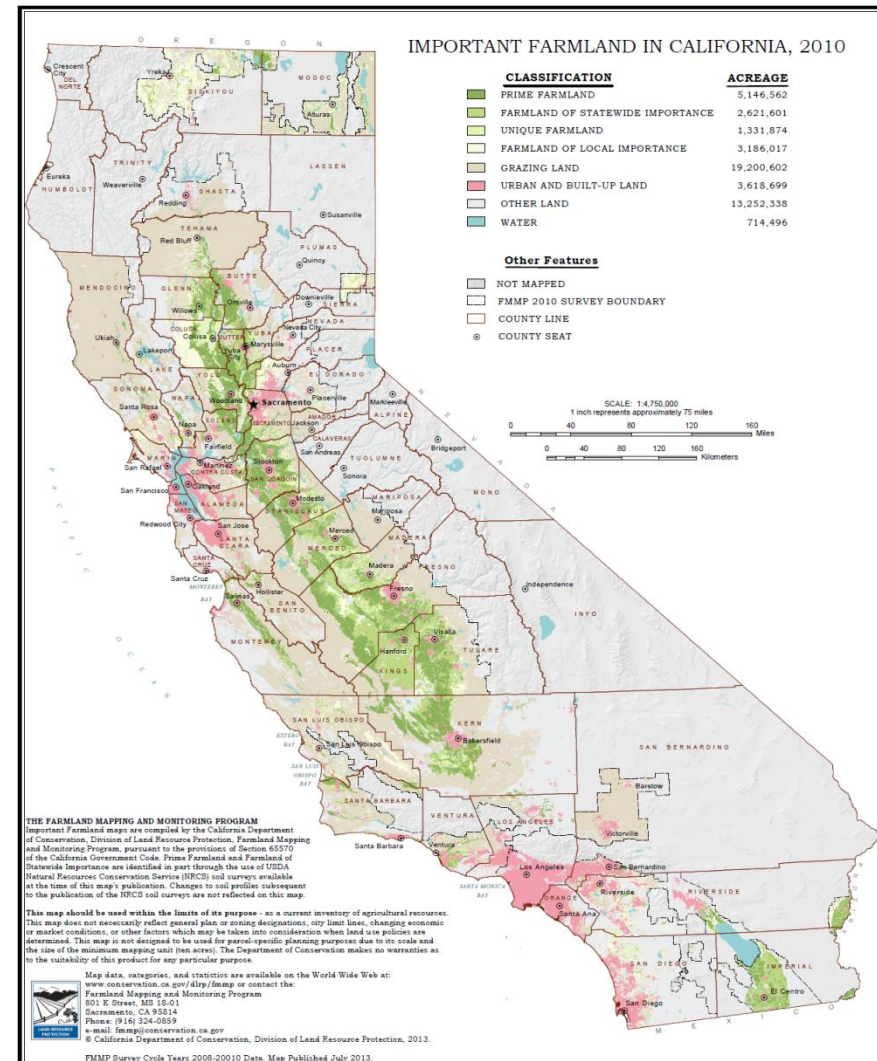 IMPORTANT FARMLAND IN CALIFORNIA, 2010
CLASSIFICATION ACREAGE
PRIME FARMLAND 5,146,562
FARMLAND OF STATEWIDE IMPORTANCE 2,621,601
UNIQUE FARMLAND 1,331,874
FARMLAND OF LOCAL IMPORTANCE 3,186,017
GRAZING LAND 19,200,602
URBAN AND BUILT-UP LAND 3,618,699
OTHER LAND 13,252,338
WATER 714,496
Other Features
NOT MAPPED
FMMP 2010 SURVEY BOUNDARY
COUNTY LINE
COUNTY SEAT
SCALE: 1:4,750,000
1 inch represents approximately 75 miles
0 40 80 120 160
Miles
0 40 80 120 160
Kilometers
OREGON
NEVADA
ARIZONA
MEXICO
PACIFIC OCEAN
Crescent
City
DEL
NORTE
Yreka
SISKIYOU
MODOC
Alturas
Eureka
HUMBOLDT
TRINITY
Weaverville
SHASTA
Redding
LASSEN
Susanville
TEHAMA
Red Bluff
PLUMAS
Quincy
MENDOCINO
GLENN
Willows
BUTTE
Oroville
Downieville
SIERRA
Ukiah
Lakeport
LAKE
COLUSA
Colusa
SUTTER
Yuba
City
YUBA
Marysville
Nevada City
NEVADA
PLACER
Auburn
EL DORADO
Placerville
SONOMA
Santa Rosa
NAPA
Napa
YOLO
Woodland
Sacramento
SACRAMENTO
AMADOR
Jackson
ALPINE
Markleeville
SOLANO
Fairfield
CALAVERAS
San Andreas
TUOLUMNE
Sonora
Bridgeport
MONO
MARIN
San Rafael
Martinez
CONTRA COSTA
Stockton
SAN JOAQUIN
San Francisco
Oakland
ALAMEDA
SAN
MATEO
Redwood City
San Jose
SANTA
CLARA
STANISLAUS
Modesto
MARIPOSA
Mariposa
MERCED
Merced
MADERA
Madera
SANTA
CRUZ
Santa Cruz
MONTEREY
BAY
Hollister
Salinas
SAN
BENITO
MONTEREY
FRESNO
Fresno
Independence
INYO
Hanford
KINGS
Visalia
TULARE
SAN LUIS OBISPO
San Luis Obispo
ESTERO
BAY
SAN LUIS
OBISPO
BAY
KERN
Bakersfield
SAN BERNARDINO
Barstow
Victorville
SANTA BARBARA
Santa Barbara
VENTURA
Ventura
LOS ANGELES
Los Angeles
SANTA MONICA
BAY
San Bernardino
ORANGE
Santa Ana
Riverside
RIVERSIDE
SAN DIEGO
San Diego
IMPERIAL
El Centro
THE FARMLAND MAPPING AND MONITORING PROGRAM
Important Farmland maps are compiled by the California Department
of Conservation, Division of Land Resource Protection, Farmland Mapping
and Monitoring Program, pursuant to the provisions of Section 65570
of the California Government Code. Prime Farmland and Farmland of
Statewide Importance are identified in part through the use of USDA
Natural Resources Conservation Service (NRCS) soil surveys available
at the time of this map's publication. Changes to soil profiles subsequent
to the publication of the NRCS soil surveys are not reflected on this map.
This map should be used within the limits of its purpose - as a current inventory of agricultural resources.
This map does not necessarily reflect general plan or zoning designations, city limit lines, changing economic
or market conditions, or other factors which may be taken into consideration when land use policies are
determined. This map is not designed to be used for parcel-specific planning purposes due to its scale and
the size of the minimum mapping unit (ten acres). The Department of Conservation makes no warranties as
to the suitability of this product for any particular purpose.
Map data, categories, and statistics are available on the World Wide Web at:
www.conservation.ca.gov/dlrp/fmmp or contact the:
Farmland Mapping and Monitoring Program
801 K Street, MS 18-01
Sacramento, CA 95814
Phone: (916) 324-0859
e-mail: fmmp@conservation.ca.gov
© California Department of Conservation, Division of Land Resource Protection, 2013.
FMMP Survey Cycle Years 2008-20010 Data. Map Published July 2013.
LAND RESOURCE
PROTECTION